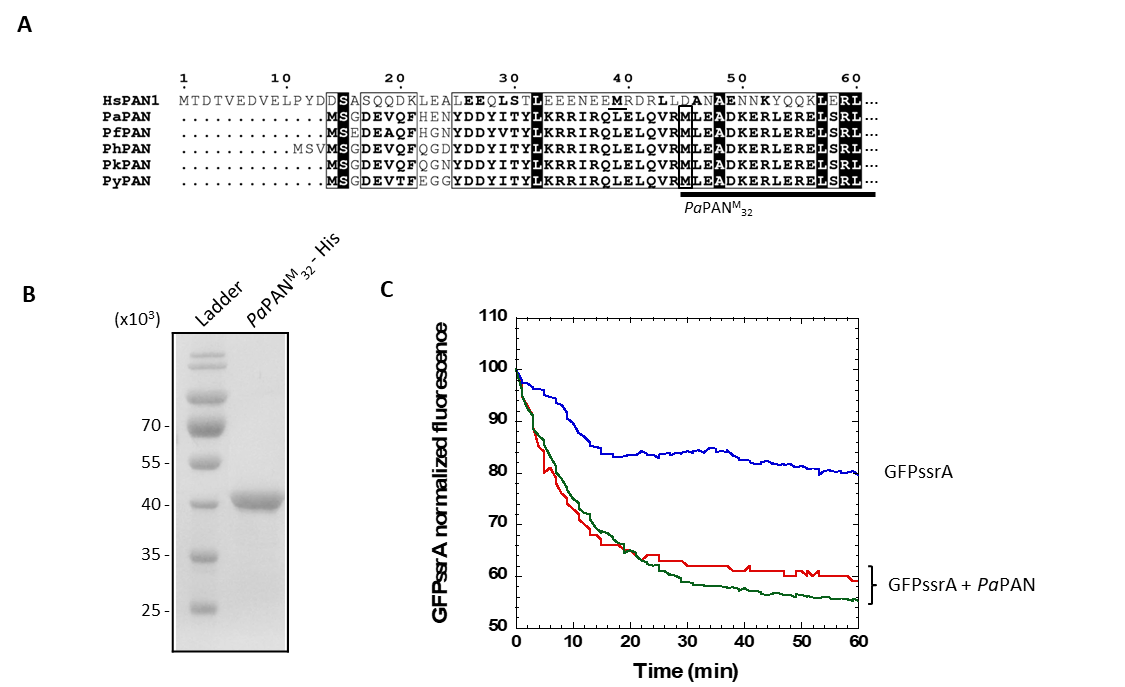 A
1 10 20 30 40 50 60
HsPAN1 MTDTVEDVELPYDDSASQQDKLEALEEQLSTLEEENEEMRDRLLDANAENNKYQQKLERL...
PaPAN .............MSGDEVQFHENYDDYITYLKRRIRQLELQVRMLEADKERLERELSRL...
PfPAN .............MSEDEAQFHGNYDDYVTYLKRRIRQLELQVRMLEADKERLERELSRL...
PhPAN ..........MSVMSGDEVQFQGDYDDYITYLKRRIRQLELQVRMLEADKERLERELSRL...
PkPAN .............MSGDEVQFQGNYDDYITYLKRRIRQLELQVRMLEADKERLERELSRL...
PyPAN .............MSGDEVTFEGGYDDYITYLKRRIRQLELQVRMLEADKERLERELSRL...
PaPANᴹ₃₂
B
(x10³)
Ladder
PaPANᴹ₃₂- His
70 -
55 -
40 -
35 -
25 -
C
GFPssrA normalized fluorescence
110
100
90
80
70
60
50
0 10 20 30 40 50 60
Time (min)
GFPssrA
GFPssrA + PaPAN